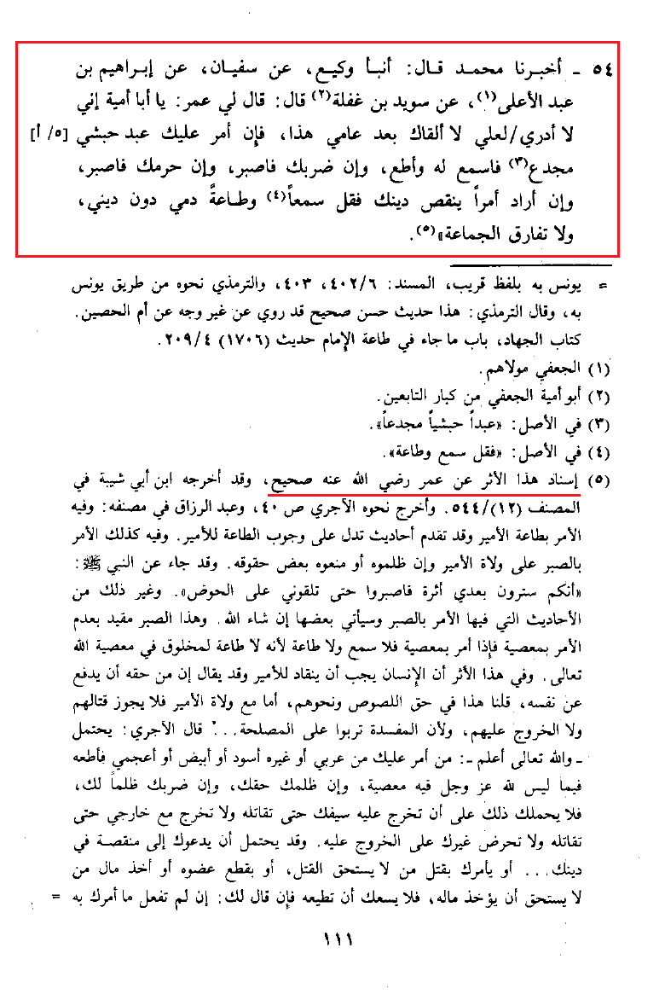 ٥٤ ـ أخبرنا محمد قال: أنبأ وكيع، عن سفيان، عن إبراهيم بن
عبد الأعلى(١)، عن سويد بن غفلة(٢) قال: قال لي عمر: يا أبا أمية إني
لا أدري/لعلي لا ألقاك بعد عامي هذا، فإن أمر عليك عبد حبشي [٥/ أ]
مجدع(٣) فاسمع له وأطع، وإن ضربك فاصبر، وإن حرمك فاصبر،
وإن أراد أمراً ينقص دينك فقل سمعاً(٤) وطاعةً دمي دون ديني،
ولا تفارق الجماعة»(٥).
= يونس به بلفظ قريب، المسند: ٤٠٢/٦، ٤٠٣، والترمذي نحوه من طريق يونس
به، وقال الترمذي: هذا حديث حسن صحيح قد روي عن غير وجه عن أم الحصين.
كتاب الجهاد، باب ما جاء في طاعة الإمام حديث (١٧٠٦) ٢٠٩/٤.
(١) الجعفي مولاهم.
(٢) أبو أمية الجعفي من كبار التابعين.
(٣) في الأصل: «عبداً حبشياً مجدعاً».
(٤) في الأصل: «فقل سمع وطاعة».
(٥) إسناد هذا الأثر عن عمر رضي الله عنه صحيح، وقد أخرجه ابن أبي شيبة في
المصنف (١٢)/٥٤٤. وأخرج نحوه الآجري ص ٤٠، وعبد الرزاق في مصنفه: وفيه
الأمر بطاعة الأمير وقد تقدم أحاديث تدل على وجوب الطاعة للأمير. وفيه كذلك الأمر
بالصبر على ولاة الأمير وإن ظلموه أو منعوه بعض حقوقه. وقد جاء عن النبي ﷺ:
«أنكم سترون بعدي أثرة فاصبروا حتى تلقوني على الحوض». وغير ذلك من
الأحاديث التي فيها الأمر بالصبر وسيأتي بعضها إن شاء الله. وهذا الصبر مقيد بعدم
الأمر بمعصية فإذا أمر بمعصية فلا سمع ولا طاعة لأنه لا طاعة لمخلوق في معصية الله
تعالى. وفي هذا الأثر أن الإنسان يجب أن ينقاد للأمير وقد يقال إن من حقه أن يدفع
عن نفسه، قلنا هذا في حق اللصوص ونحوهم، أما مع ولاة الأمير فلا يجوز قتالهم
ولا الخروج عليهم، ولأن المفسدة تربوا على المصلحة... قال الآجري: يحتمل
ـ والله تعالى أعلم ـ: من أمر عليك من عربي أو غيره أسود أو أبيض أو أعجمي فأطعه
فيما ليس لله عز وجل فيه معصية، وإن ظلمك حقك، وإن ضربك ظلماً لك،
فلا يحملك ذلك على أن تخرج عليه سيفك حتى تقاتله ولا تخرج مع خارجي حتى
تقاتله ولا تحرض غيرك على الخروج عليه. وقد يحتمل أن يدعوك إلى منقصة في
دينك... أو يأمرك بقتل من لا يستحق القتل، أو بقطع عضوه أو أخذ مال من
لا يستحق أن يؤخذ ماله، فلا يسعك أن تطيعه فإن قال لك: إن لم تفعل ما أمرك به =
١١١